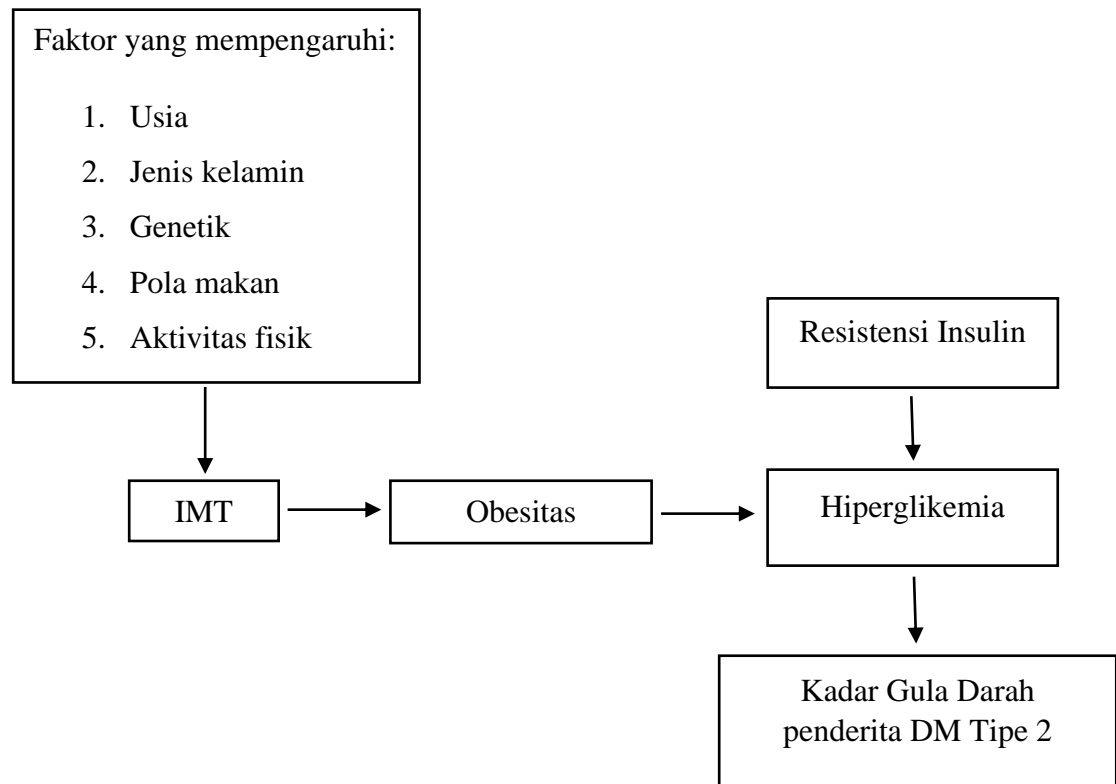 Faktor yang mempengaruhi:
1. Usia
2. Jenis kelamin
3. Genetik
4. Pola makan
5. Aktivitas fisik
Resistensi Insulin
IMT
Obesitas
Hiperglikemia
Kadar Gula Darah
penderita DM Tipe 2